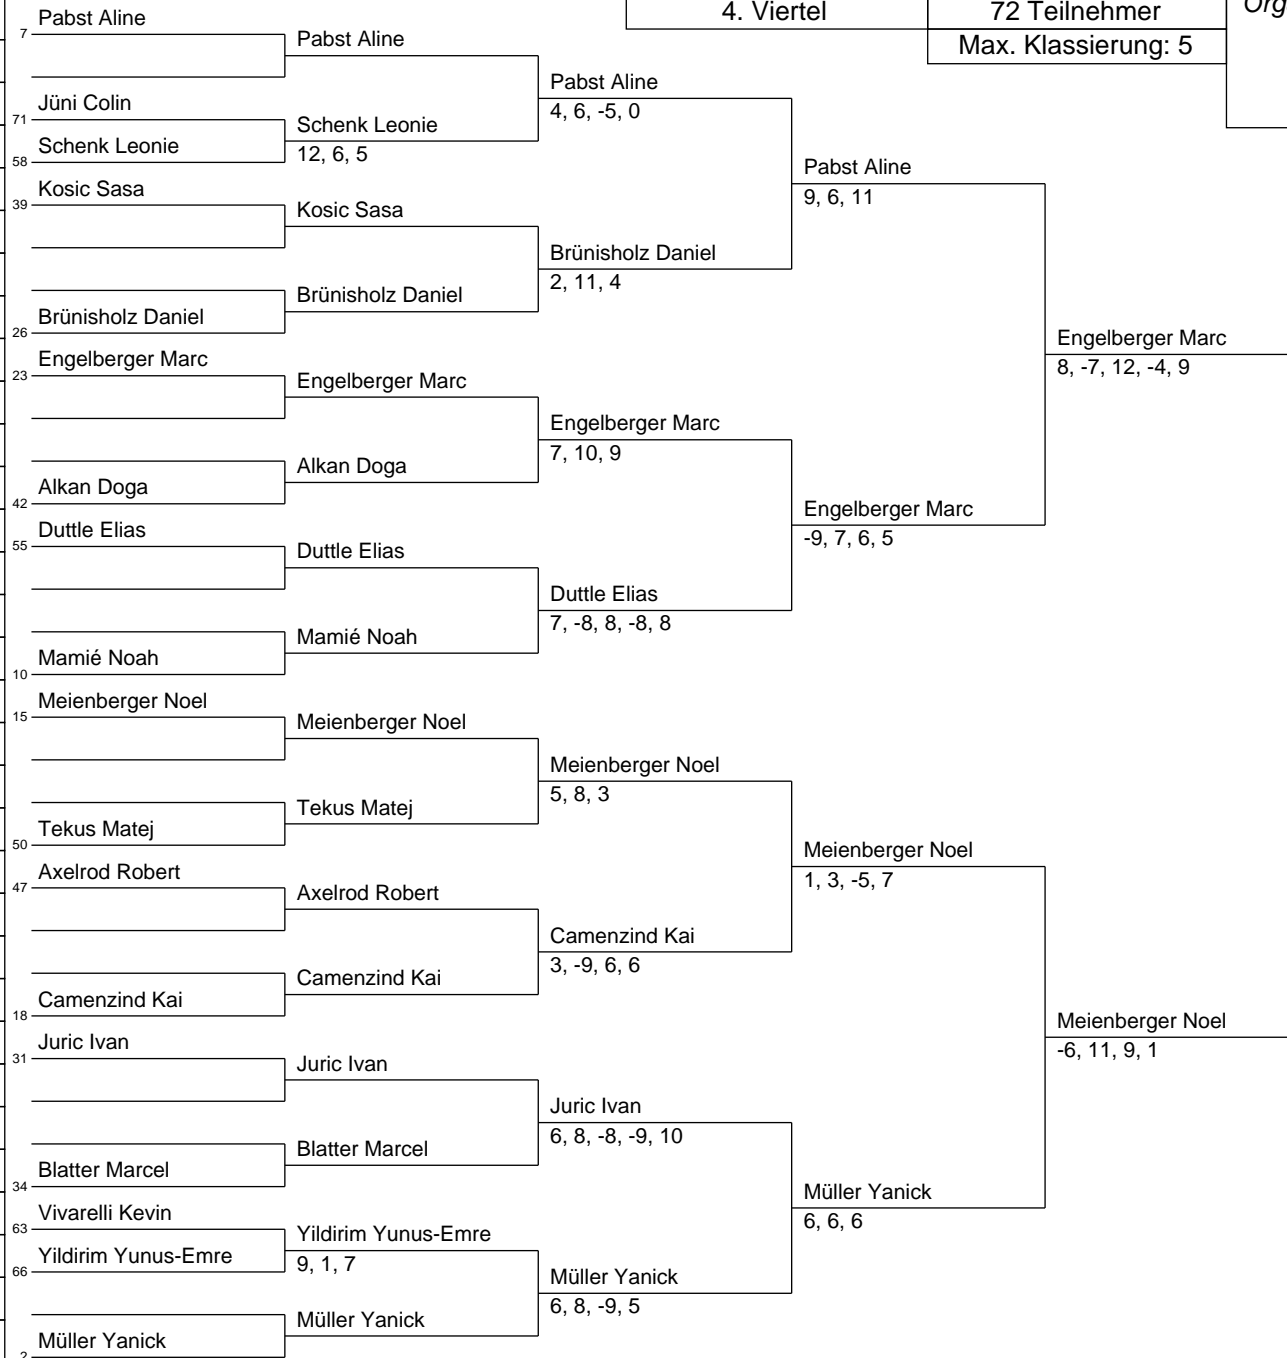 4. Viertel
72 Teilnehmer
Org
Max. Klassierung: 5
Pabst Aline
7
Jüni Colin
71
Schenk Leonie
58
Kosic Sasa
39
Brünisholz Daniel
26
Engelberger Marc
23
Alkan Doga
42
Duttle Elias
55
Mamié Noah
10
Meienberger Noel
15
Tekus Matej
50
Axelrod Robert
47
Camenzind Kai
18
Juric Ivan
31
Blatter Marcel
34
Vivarelli Kevin
63
Yildirim Yunus-Emre
66
Müller Yanick
2
Pabst Aline
Schenk Leonie
12, 6, 5
Kosic Sasa
Brünisholz Daniel
Engelberger Marc
Alkan Doga
Duttle Elias
Mamié Noah
Meienberger Noel
Tekus Matej
Axelrod Robert
Camenzind Kai
Juric Ivan
Blatter Marcel
Yildirim Yunus-Emre
9, 1, 7
Müller Yanick
Pabst Aline
4, 6, -5, 0
Brünisholz Daniel
2, 11, 4
Engelberger Marc
7, 10, 9
Duttle Elias
7, -8, 8, -8, 8
Meienberger Noel
5, 8, 3
Camenzind Kai
3, -9, 6, 6
Juric Ivan
6, 8, -8, -9, 10
Müller Yanick
6, 8, -9, 5
Pabst Aline
9, 6, 11
Engelberger Marc
-9, 7, 6, 5
Meienberger Noel
1, 3, -5, 7
Müller Yanick
6, 6, 6
Engelberger Marc
8, -7, 12, -4, 9
Meienberger Noel
-6, 11, 9, 1